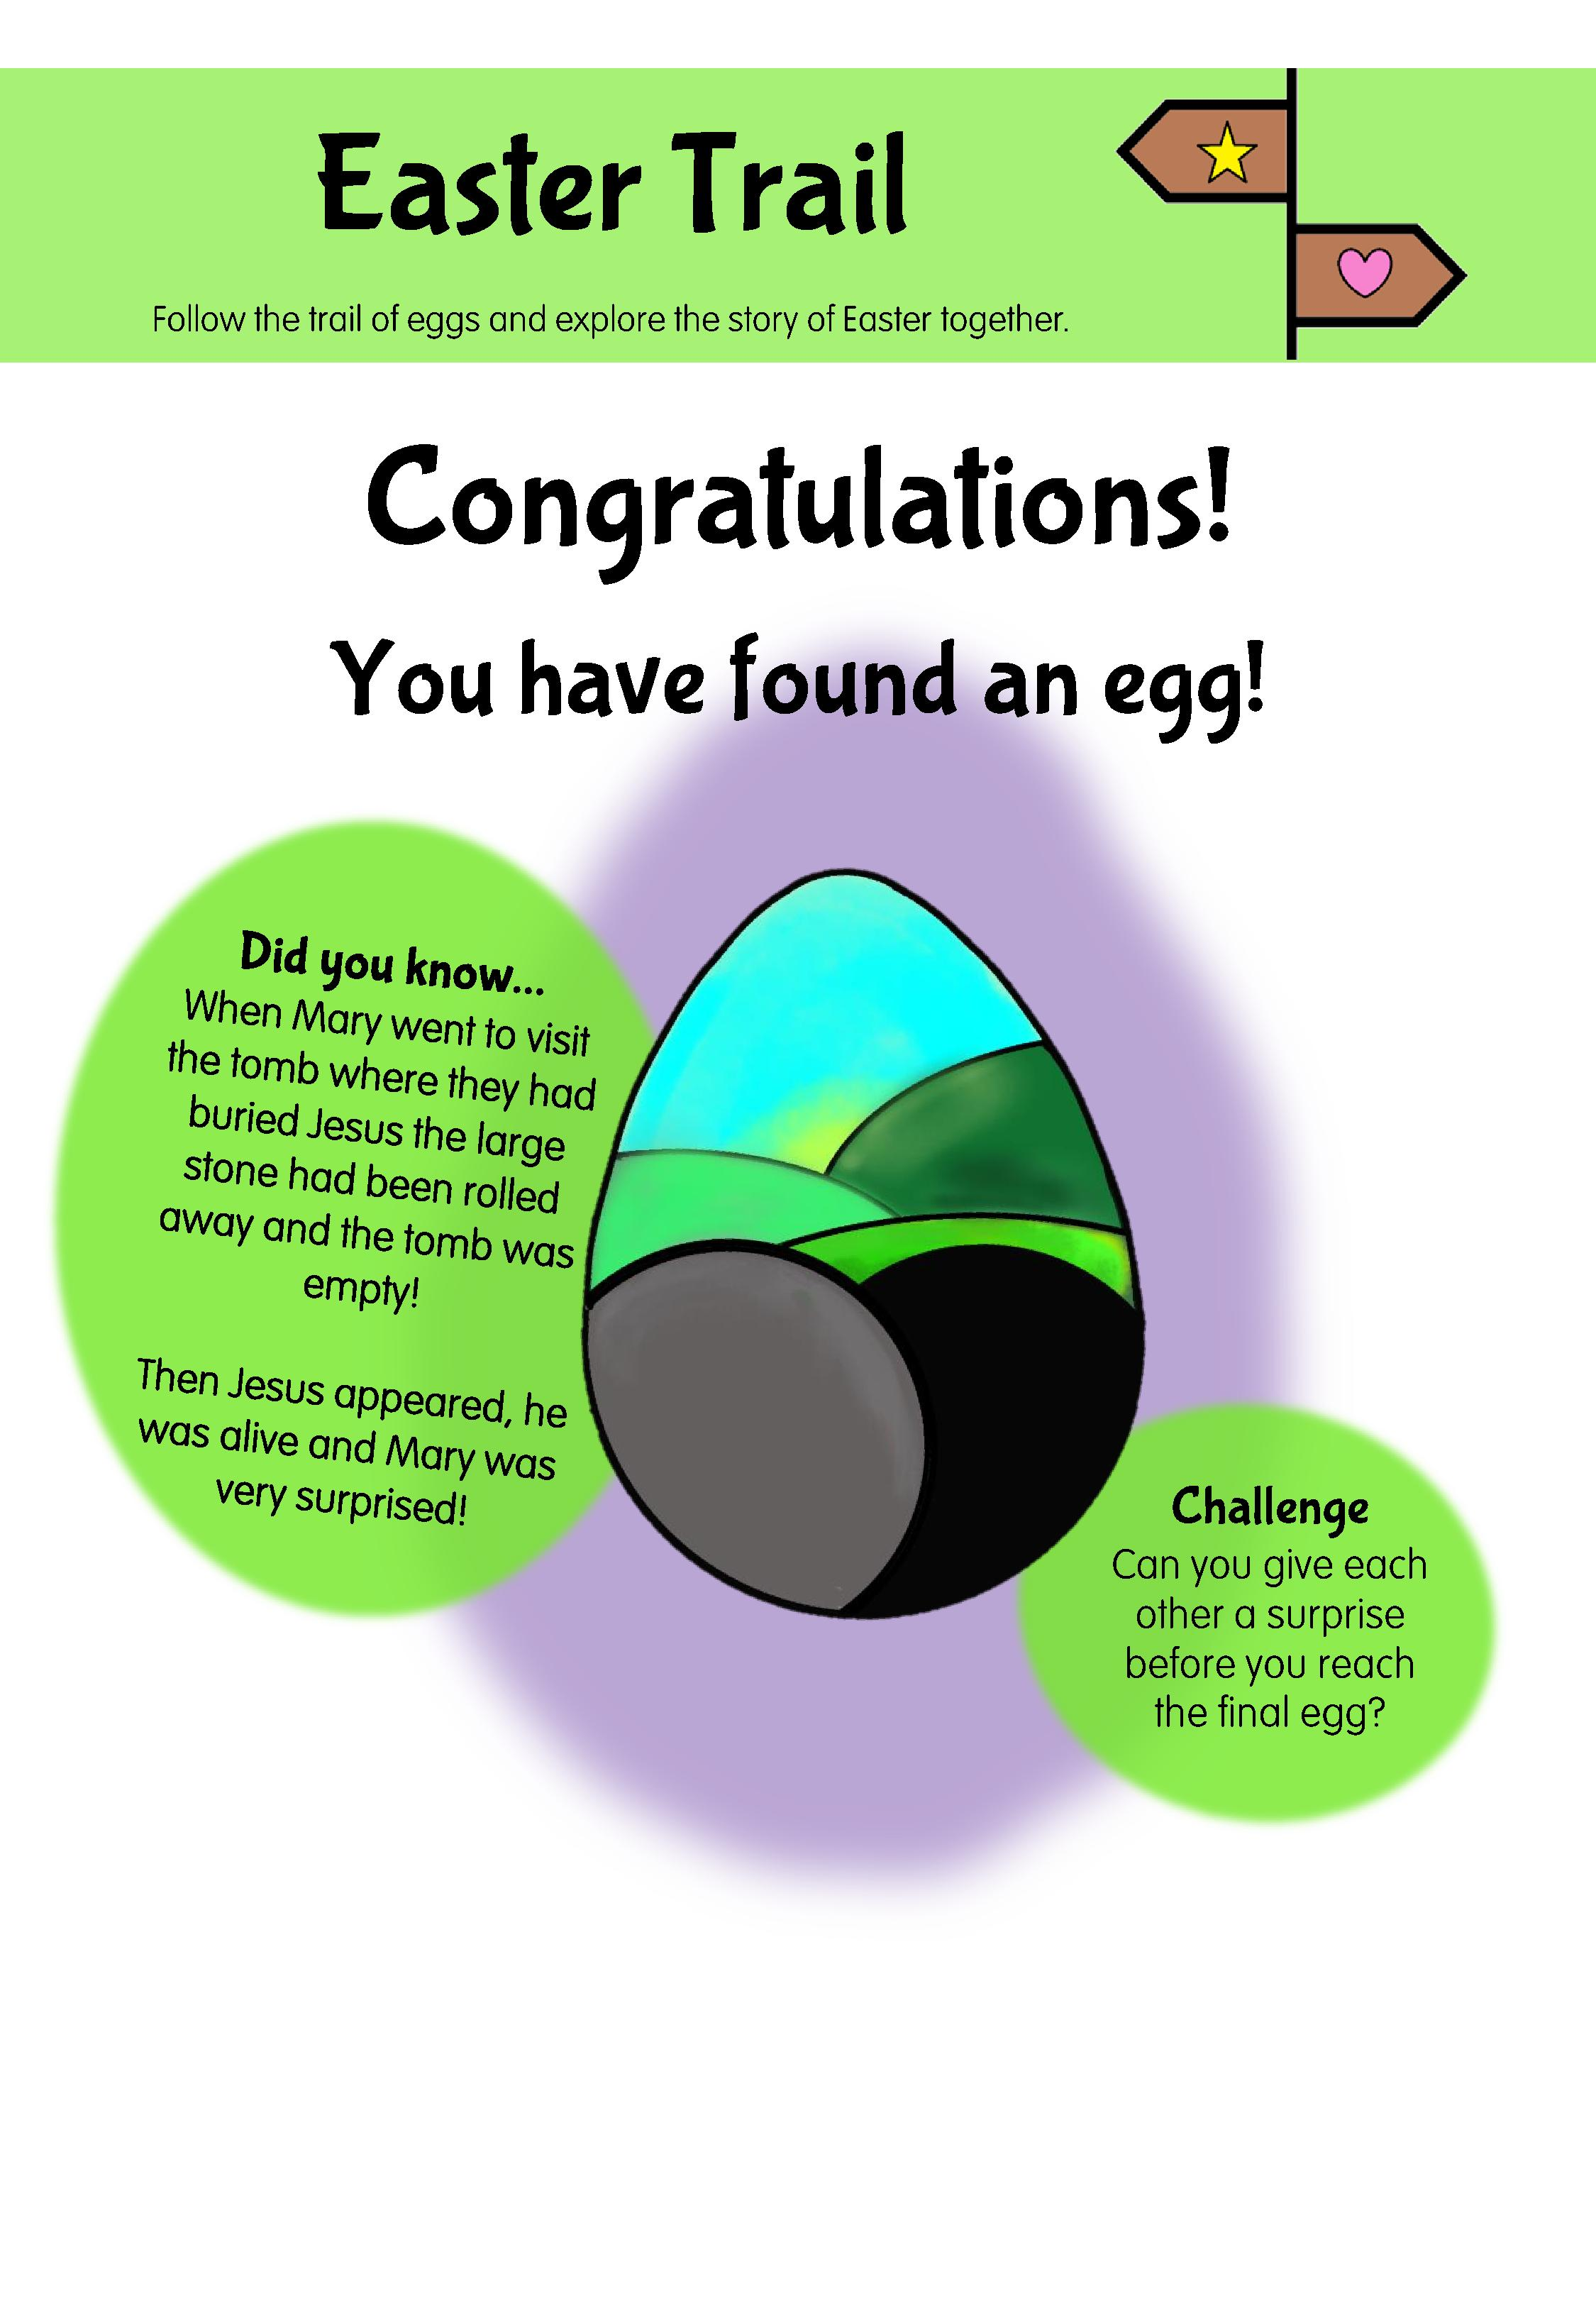 Easter Trail
Follow the trail of eggs and explore the story of Easter together.
Congratulations!
You have found an egg!
Did you know...
When Mary went to visit
the tomb where they had
buried Jesus the large
stone had been rolled
away and the tomb was
empty!
Then Jesus appeared, he
was alive and Mary was
very surprised!
Challenge
Can you give each
other a surprise
before you reach
the final egg?